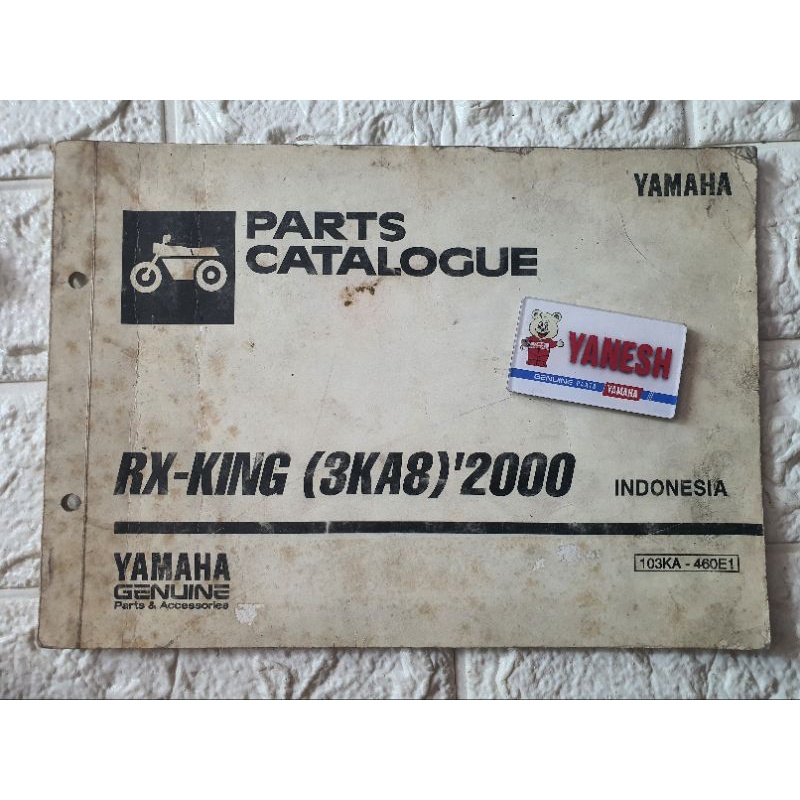 YAMAHA
PARTS
CATALOGUE
YANESH
GENUINE PARTS YAMAHA
RX-KING (3KA8)'2000 INDONESIA
YAMAHA
GENUINE
Parts & Accessories
103KA - 460E1